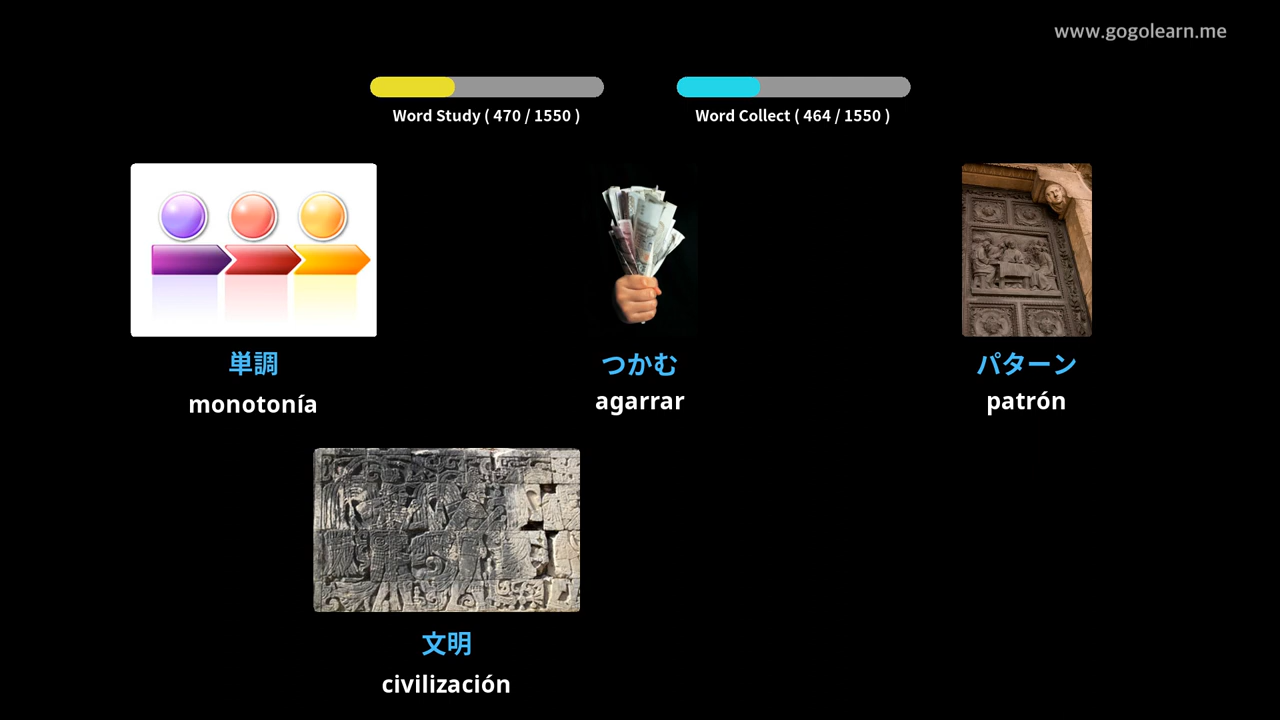 www.gogolearn.me
Word Study ( 470 / 1550 )
Word Collect ( 464 / 1550 )
単調
monotonía
つかむ
agarrar
パターン
patrón
文明
civilización